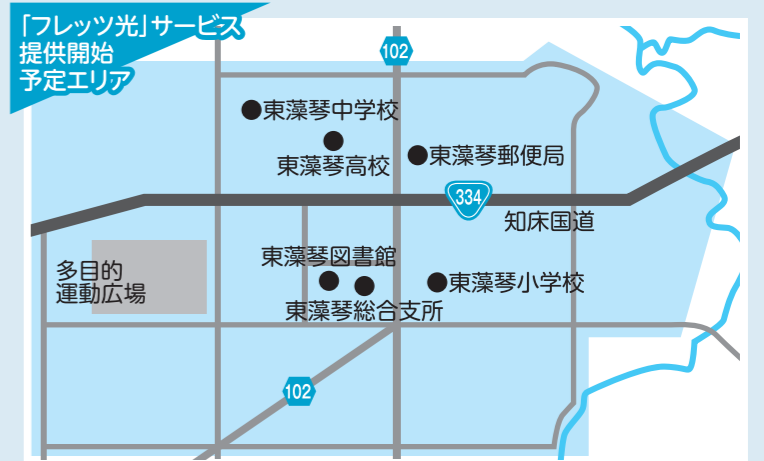 「フレッツ光」サービス
提供開始
予定エリア
102
東藻琴中学校
東藻琴高校
東藻琴郵便局
334
知床国道
多目的
運動広場
東藻琴図書館
東藻琴小学校
東藻琴総合支所
102